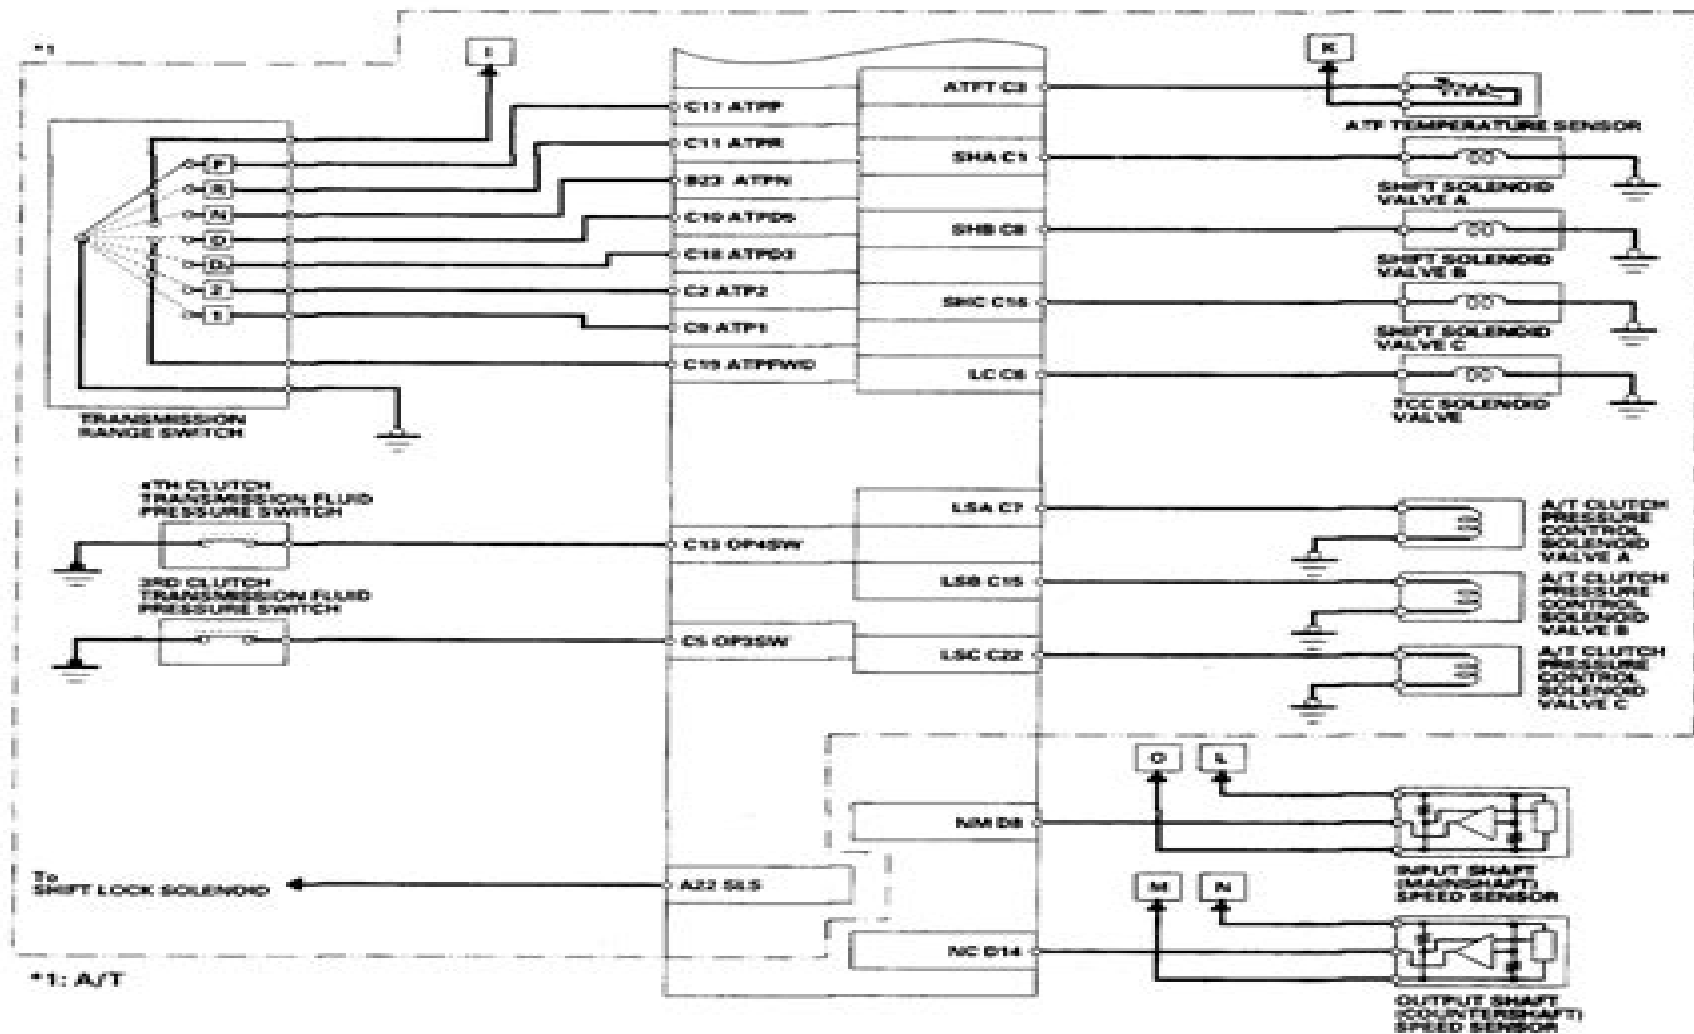 *1
I
K
C17 ATPP
C11 ATPR
B23 ATPN
C10 ATPD5
C18 ATPD3
C2 ATP2
C9 ATP1
C19 ATPFWD
P
R
N
D
D₃
2
1
TRANSMISSION
RANGE SWITCH
ATFT C3
SHA C1
SHB C8
SHC C16
LC C6
ATF TEMPERATURE SENSOR
SHIFT SOLENOID
VALVE A
SHIFT SOLENOID
VALVE B
SHIFT SOLENOID
VALVE C
TCC SOLENOID
VALVE
4TH CLUTCH
TRANSMISSION FLUID
PRESSURE SWITCH
C13 OP4SW
3RD CLUTCH
TRANSMISSION FLUID
PRESSURE SWITCH
C5 OP3SW
LSA C7
LSB C15
LSC C22
A/T CLUTCH
PRESSURE
CONTROL
SOLENOID
VALVE A
A/T CLUTCH
PRESSURE
CONTROL
SOLENOID
VALVE B
A/T CLUTCH
PRESSURE
CONTROL
SOLENOID
VALVE C
O
L
NM D8
INPUT SHAFT
(MAINSHAFT)
SPEED SENSOR
To
SHIFT LOCK SOLENOID
A22 SLS
M
N
NC D14
OUTPUT SHAFT
(COUNTERSHAFT)
SPEED SENSOR
*1: A/T